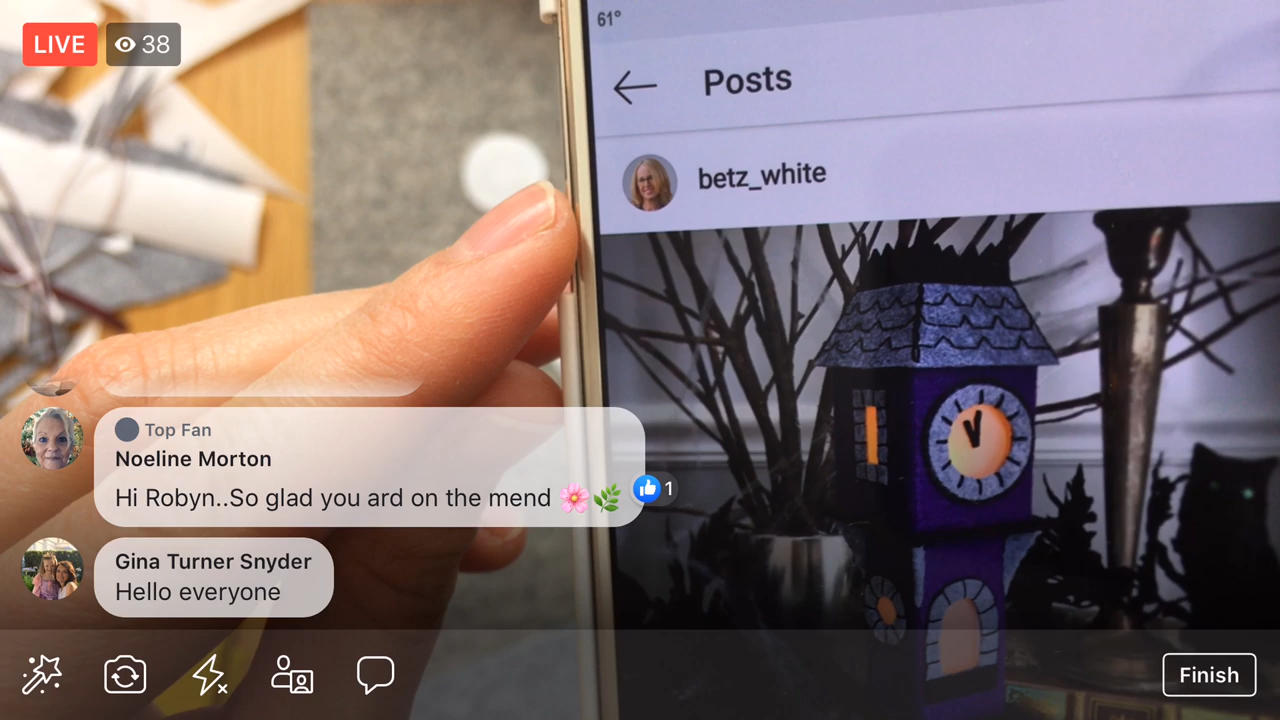 LIVE
38
61°
Posts
betz_white
Top Fan
Noeline Morton
Hi Robyn..So glad you ard on the mend 🌸🌿
1
Gina Turner Snyder
Hello everyone
Finish